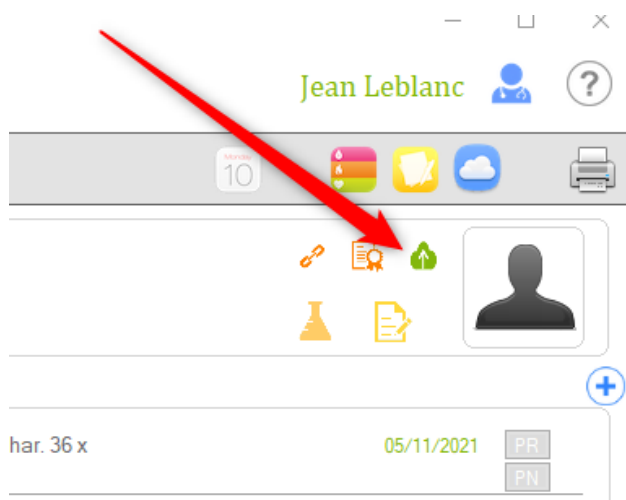 Jean Leblanc
?
Monday
10
har. 36 x
05/11/2021
PR
PN